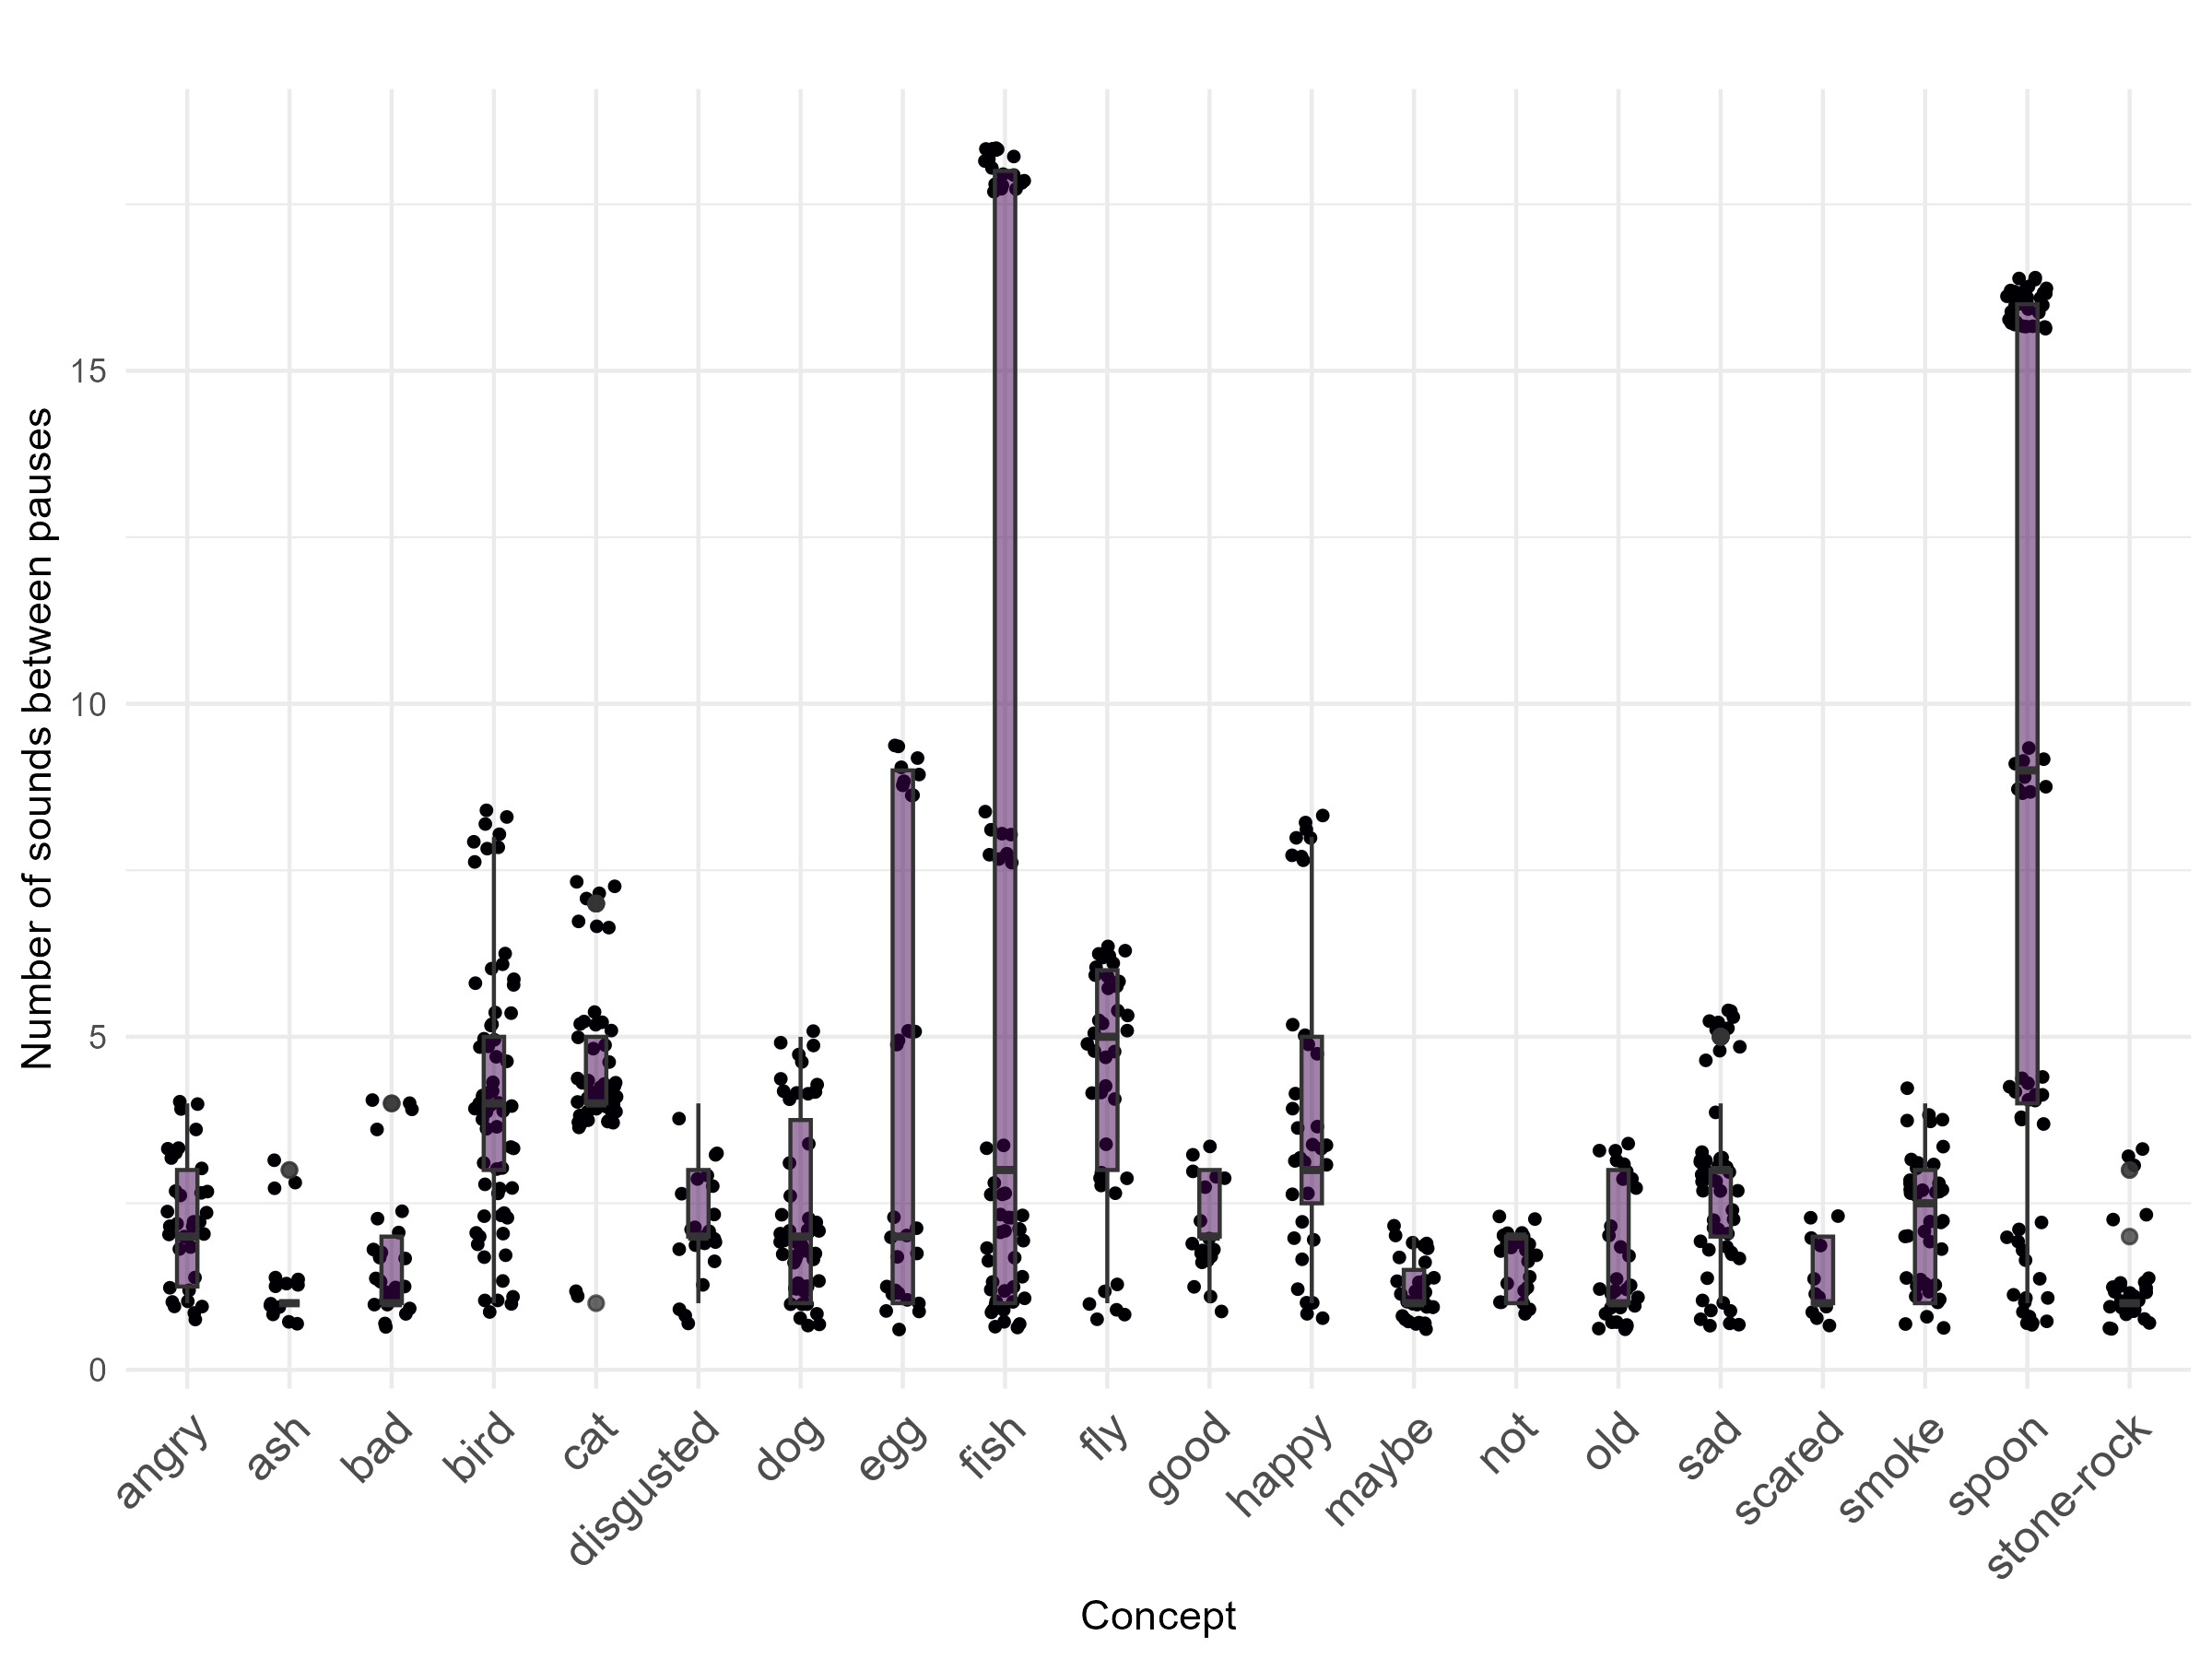 Number of sounds between pauses
15
10
5
0
angry
ash
bad
bird
cat
disgusted
dog
egg
fish
fly
good
happy
maybe
not
old
sad
scared
smoke
spoon
stone-rock
Concept